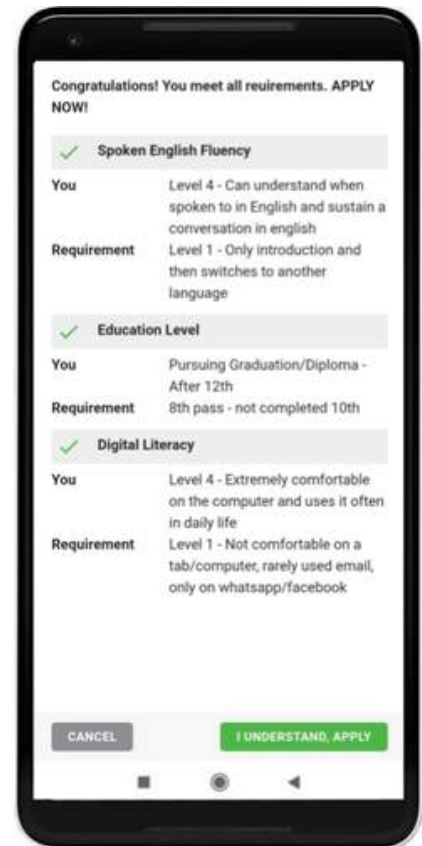 Congratulations! You meet all reuirements. APPLY
NOW!
Spoken English Fluency
You Level 4 - Can understand when
spoken to in English and sustain a
conversation in english
Requirement Level 1 - Only introduction and
then switches to another
language
Education Level
You Pursuing Graduation/Diploma -
After 12th
Requirement 8th pass - not completed 10th
Digital Literacy
You Level 4 - Extremely comfortable
on the computer and uses it often
in daily life
Requirement Level 1 - Not comfortable on a
tab/computer, rarely used email,
only on whatsapp/facebook
CANCEL I UNDERSTAND, APPLY